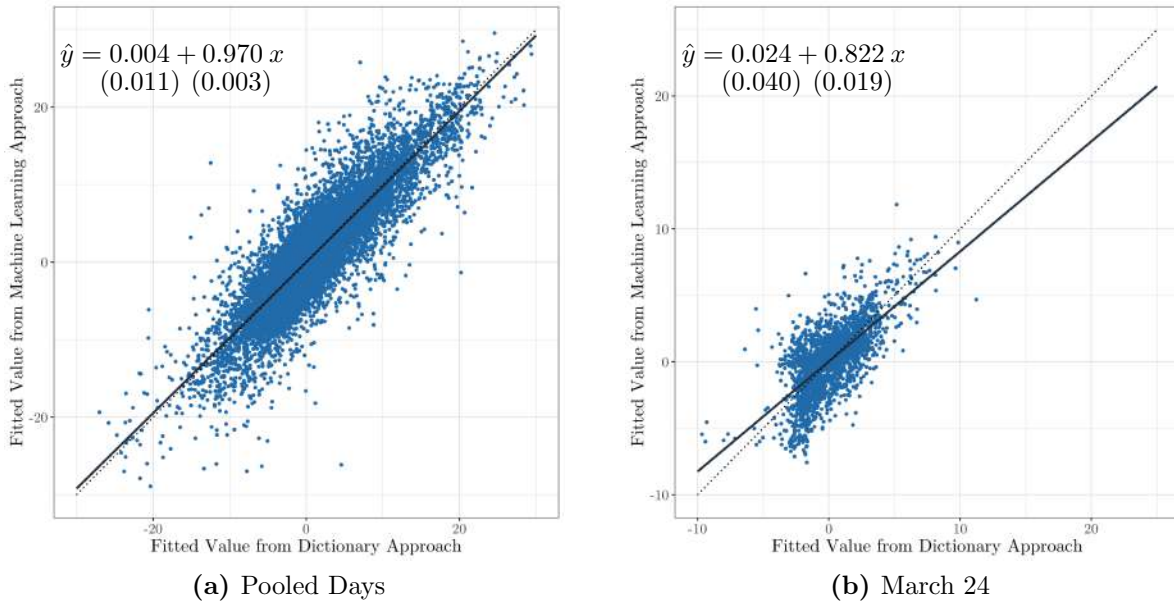 ŷ = 0.004 + 0.970 x
(0.011) (0.003)
Fitted Value from Machine Learning Approach
20
0
-20
-20 0 20
Fitted Value from Dictionary Approach
(a) Pooled Days
ŷ = 0.024 + 0.822 x
(0.040) (0.019)
Fitted Value from Machine Learning Approach
20
10
0
-10
-10 0 10 20
Fitted Value from Dictionary Approach
(b) March 24